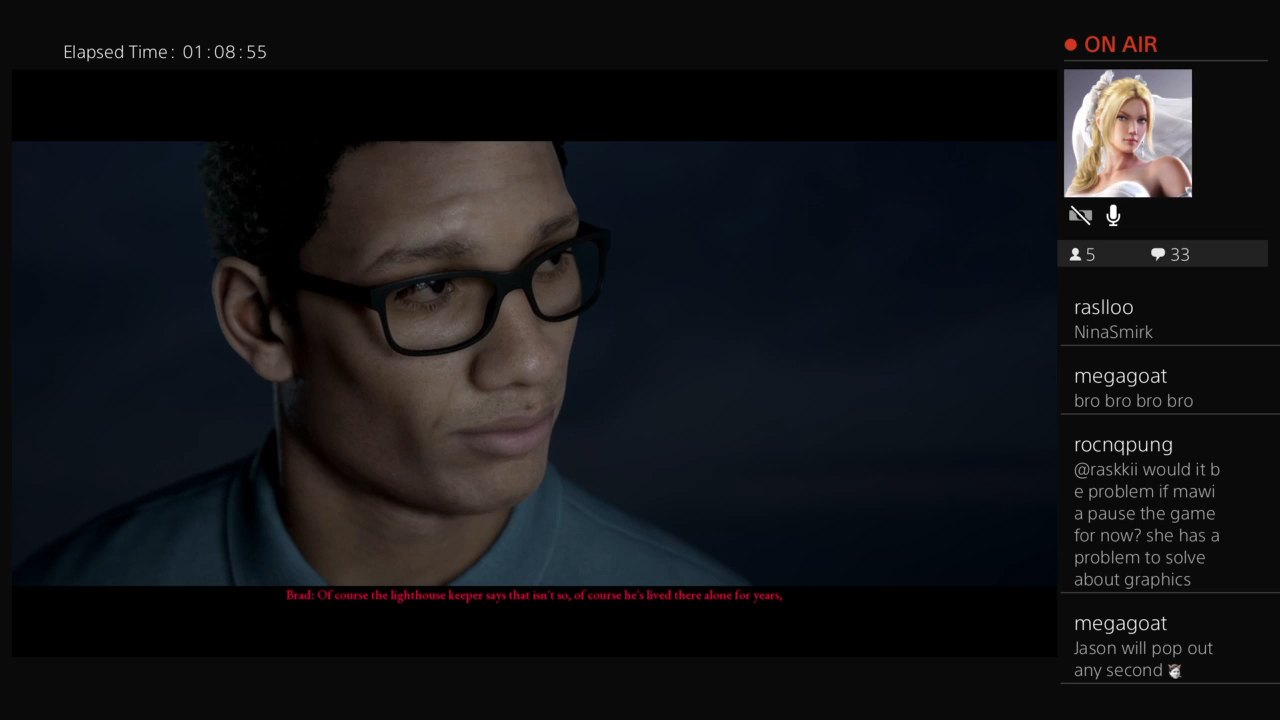 Elapsed Time: 01:08:55
ON AIR
5 33
raslloo
NinaSmirk
megagoat
bro bro bro bro
rocnqpung
@raskkii would it b
e problem if mawi
a pause the game
for now? she has a
problem to solve
about graphics
megagoat
Jason will pop out
any second
Brad: Of course the lighthouse keeper says that isn't so, of course he's lived there alone for years,